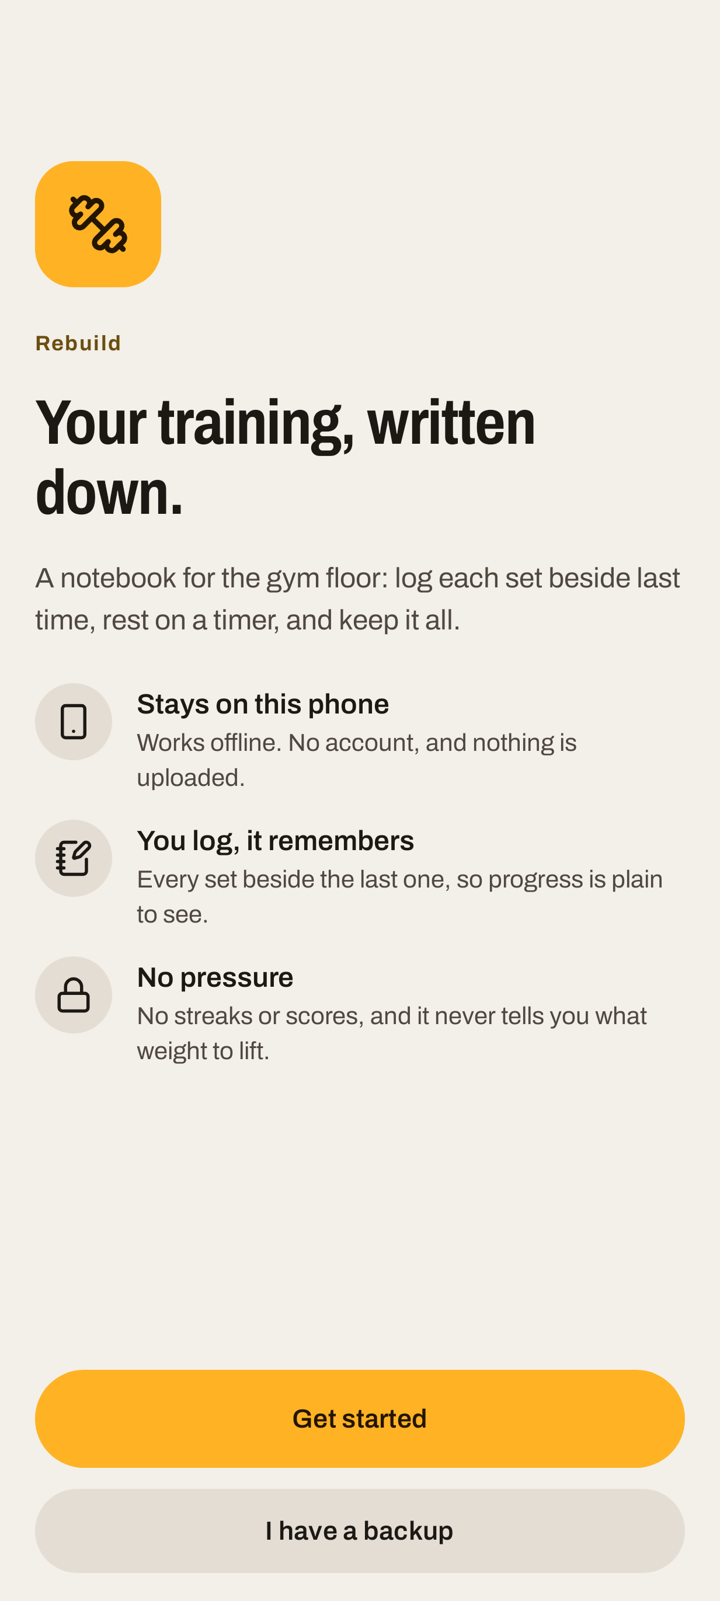 Rebuild
Your training, written
down.
A notebook for the gym floor: log each set beside last
time, rest on a timer, and keep it all.
Stays on this phone
Works offline. No account, and nothing is
uploaded.
You log, it remembers
Every set beside the last one, so progress is plain
to see.
No pressure
No streaks or scores, and it never tells you what
weight to lift.
Get started
I have a backup